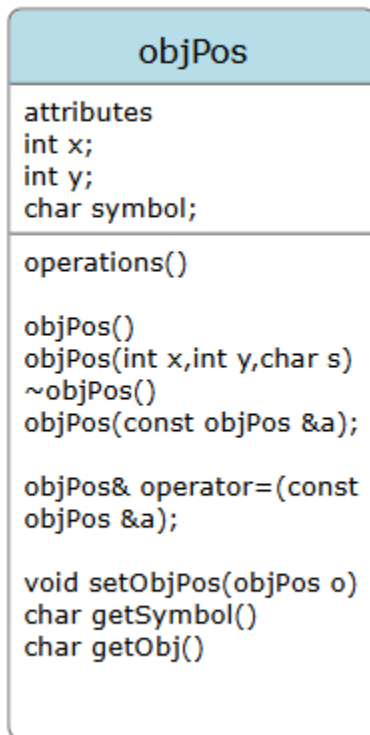 objPos
attributes
int x;
int y;
char symbol;
operations()
objPos()
objPos(int x,int y,char s)
~objPos()
objPos(const objPos &a);
objPos& operator=(const
objPos &a);
void setObjPos(objPos o)
char getSymbol()
char getObj()